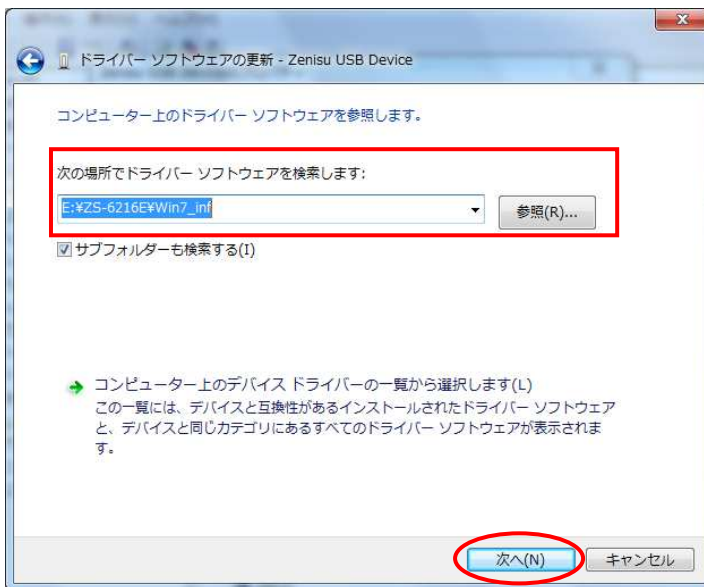 ドライバー ソフトウェアの更新 - Zenisu USB Device
コンピューター上のドライバー ソフトウェアを参照します。
次の場所でドライバー ソフトウェアを検索します:
E:¥ZS-6216E¥Win7_inf
参照(R)...
サブフォルダーも検索する(I)
コンピューター上のデバイス ドライバーの一覧から選択します(L)
この一覧には、デバイスと互換性があるインストールされたドライバー ソフトウェア
と、デバイスと同じカテゴリにあるすべてのドライバー ソフトウェアが表示されま
す。
次へ(N)
キャンセル